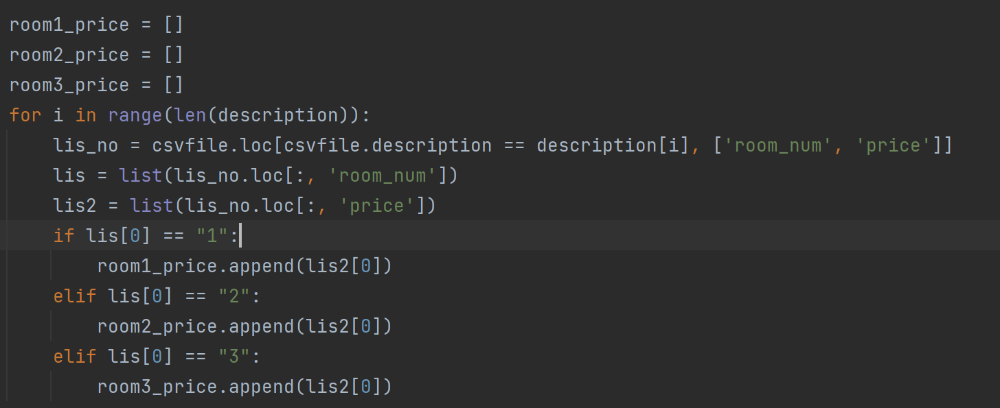 room1_price = []
room2_price = []
room3_price = []
for i in range(len(description)):
    lis_no = csvfile.loc[csvfile.description == description[i], ['room_num', 'price']]
    lis = list(lis_no.loc[:, 'room_num'])
    lis2 = list(lis_no.loc[:, 'price'])
    if lis[0] == "1":
        room1_price.append(lis2[0])
    elif lis[0] == "2":
        room2_price.append(lis2[0])
    elif lis[0] == "3":
        room3_price.append(lis2[0])